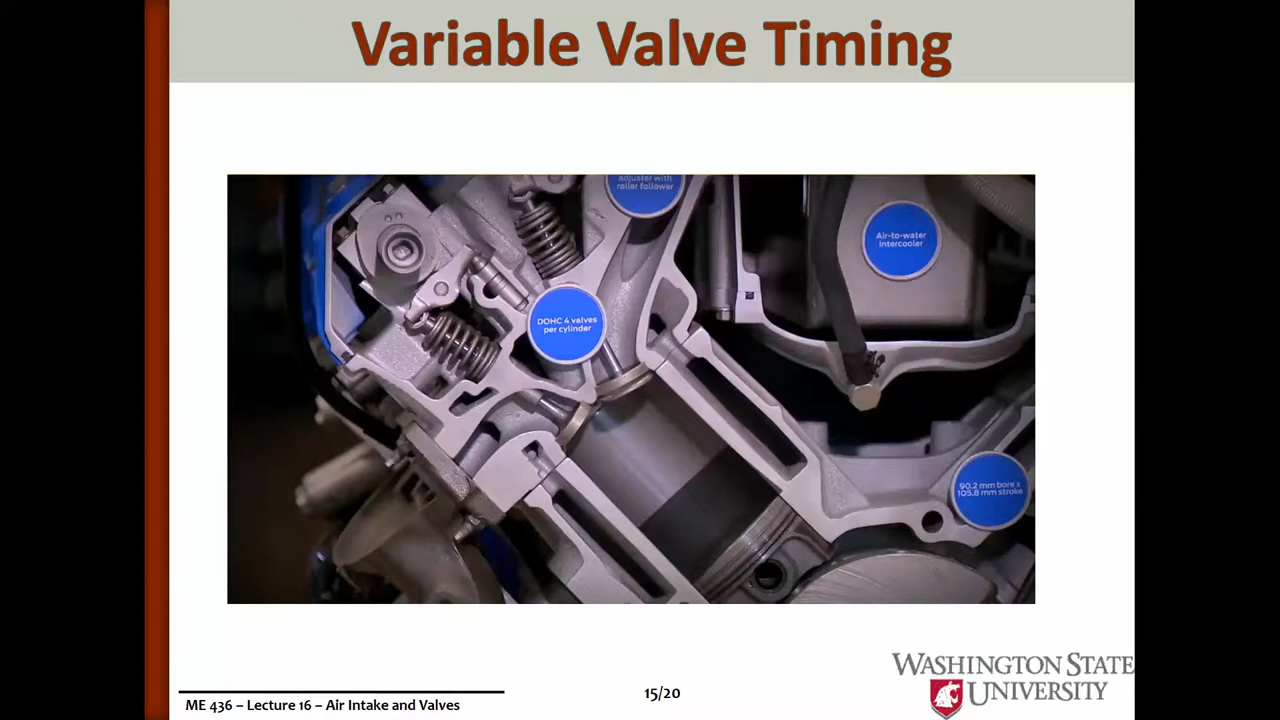 Variable Valve Timing
adjuster with
roller follower
Air-to-water
intercooler
DOHC 4 valves
per cylinder
90.2 mm bore x
105.8 mm stroke
ME 436 – Lecture 16 – Air Intake and Valves
15/20
WASHINGTON STATE
UNIVERSITY